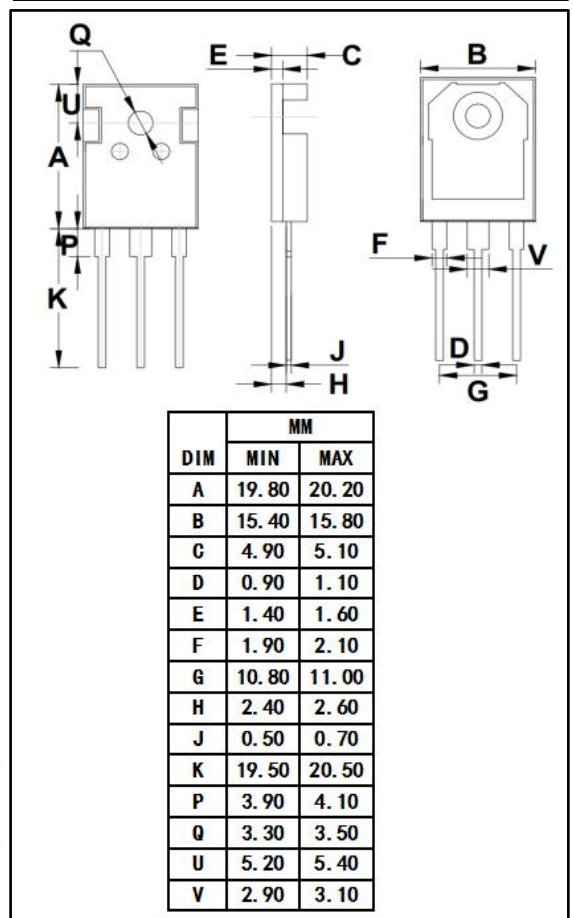 Q
E C B
U
A
P
K
F V
J
H
D
G
MM
DIM MIN MAX
A 19.80 20.20
B 15.40 15.80
C 4.90 5.10
D 0.90 1.10
E 1.40 1.60
F 1.90 2.10
G 10.80 11.00
H 2.40 2.60
J 0.50 0.70
K 19.50 20.50
P 3.90 4.10
Q 3.30 3.50
U 5.20 5.40
V 2.90 3.10